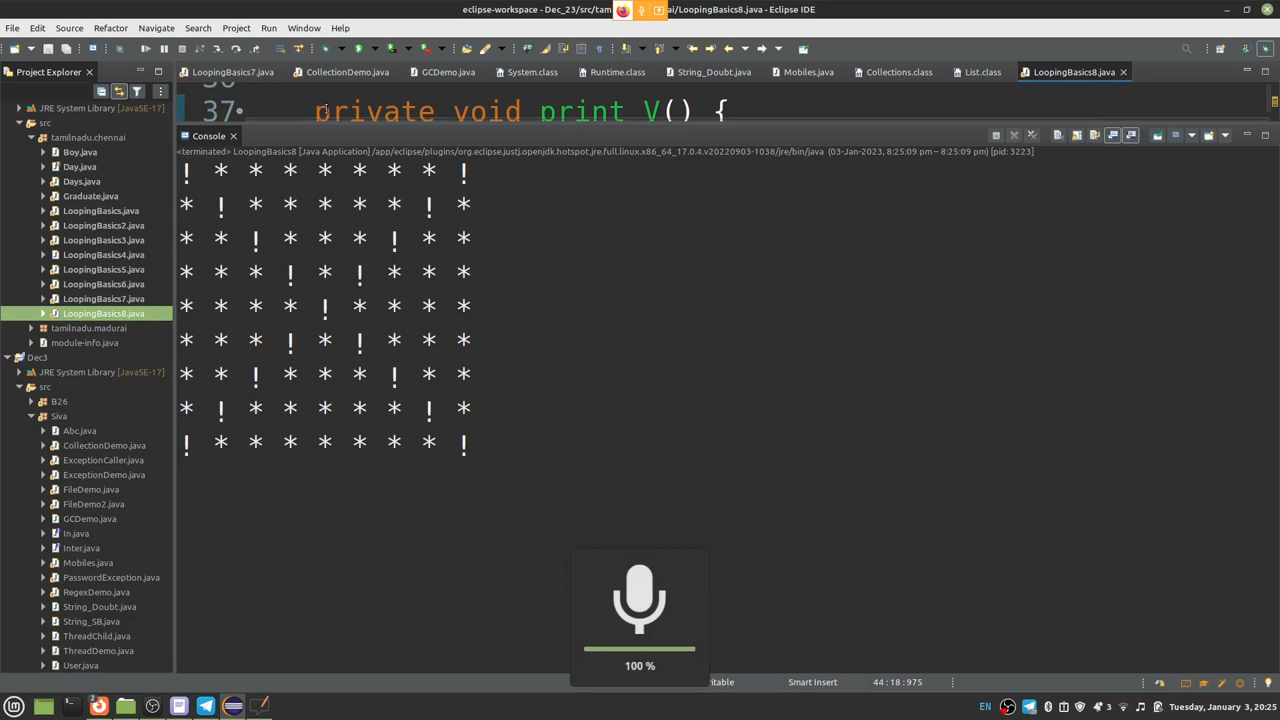 eclipse-workspace - Dec_23/src/tam
ai/LoopingBasics8.java - Eclipse IDE
File Edit Source Refactor Navigate Search Project Run Window Help
Project Explorer
LoopingBasics7.java CollectionDemo.java GCDemo.java System.class Runtime.class String_Doubt.java Mobiles.java Collections.class List.class LoopingBasics8.java
JRE System Library [JavaSE-17]
src
tamilnadu.chennai
Boy.java
Day.java
Days.java
Graduate.java
LoopingBasics.java
LoopingBasics2.java
LoopingBasics3.java
LoopingBasics4.java
LoopingBasics5.java
LoopingBasics6.java
LoopingBasics7.java
LoopingBasics8.java
tamilnadu.madurai
module-info.java
Dec3
JRE System Library [JavaSE-17]
src
B26
Siva
Abc.java
CollectionDemo.java
ExceptionCaller.java
ExceptionDemo.java
FileDemo.java
FileDemo2.java
GCDemo.java
In.java
Inter.java
Mobiles.java
PasswordException.java
RegexDemo.java
String_Doubt.java
String_SB.java
ThreadChild.java
ThreadDemo.java
User.java
37 private void print_V() {
Console
<terminated> LoopingBasics8 [Java Application] /app/eclipse/plugins/org.eclipse.justj.openjdk.hotspot.jre.full.linux.x86_64_17.0.4.v20220903-1038/jre/bin/java (03-Jan-2023, 8:25:09 pm – 8:25:09 pm) [pid: 3223]
! * * * * * * * !
* ! * * * * * ! *
* * ! * * * ! * *
* * * ! * ! * * *
* * * * ! * * * *
* * * ! * ! * * *
* * ! * * * ! * *
* ! * * * * * ! *
! * * * * * * * !
100 %
ritable Smart Insert 44:18:975
2 EN 3 Tuesday, January 3, 20:25